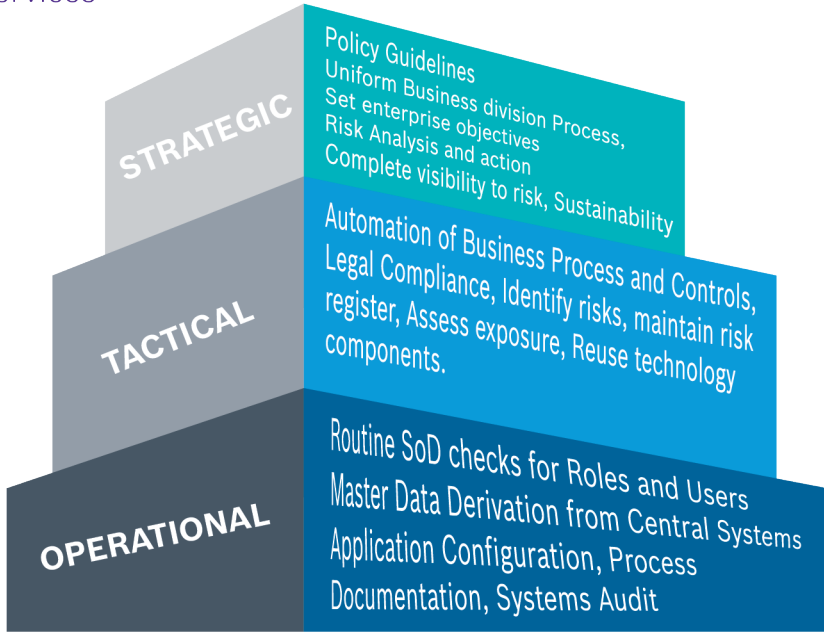 STRATEGIC
Policy Guidelines
Uniform Business division Process,
Set enterprise objectives
Risk Analysis and action
Complete visibility to risk, Sustainability
TACTICAL
Automation of Business Process and Controls,
Legal Compliance, Identify risks, maintain risk
register, Assess exposure, Reuse technology
components.
OPERATIONAL
Routine SoD checks for Roles and Users
Master Data Derivation from Central Systems
Application Configuration, Process
Documentation, Systems Audit